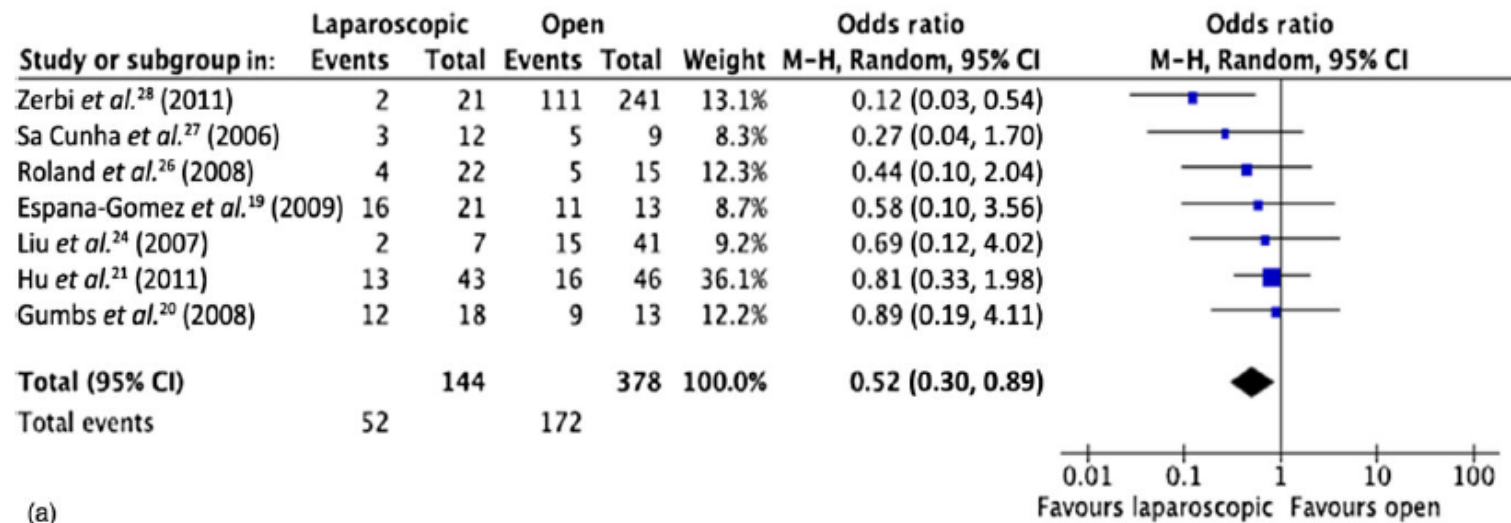 Laparoscopic Open Odds ratio Odds ratio
Study or subgroup in: Events Total Events Total Weight M-H, Random, 95% CI M-H, Random, 95% CI
Zerbi et al.²⁸ (2011) 2 21 111 241 13.1% 0.12 (0.03, 0.54)
Sa Cunha et al.²⁷ (2006) 3 12 5 9 8.3% 0.27 (0.04, 1.70)
Roland et al.²⁶ (2008) 4 22 5 15 12.3% 0.44 (0.10, 2.04)
Espana-Gomez et al.¹⁹ (2009) 16 21 11 13 8.7% 0.58 (0.10, 3.56)
Liu et al.²⁴ (2007) 2 7 15 41 9.2% 0.69 (0.12, 4.02)
Hu et al.²¹ (2011) 13 43 16 46 36.1% 0.81 (0.33, 1.98)
Gumbs et al.²⁰ (2008) 12 18 9 13 12.2% 0.89 (0.19, 4.11)
Total (95% CI) 144 378 100.0% 0.52 (0.30, 0.89)
Total events 52 172
0.01 0.1 1 10 100
Favours laparoscopic Favours open
(a)